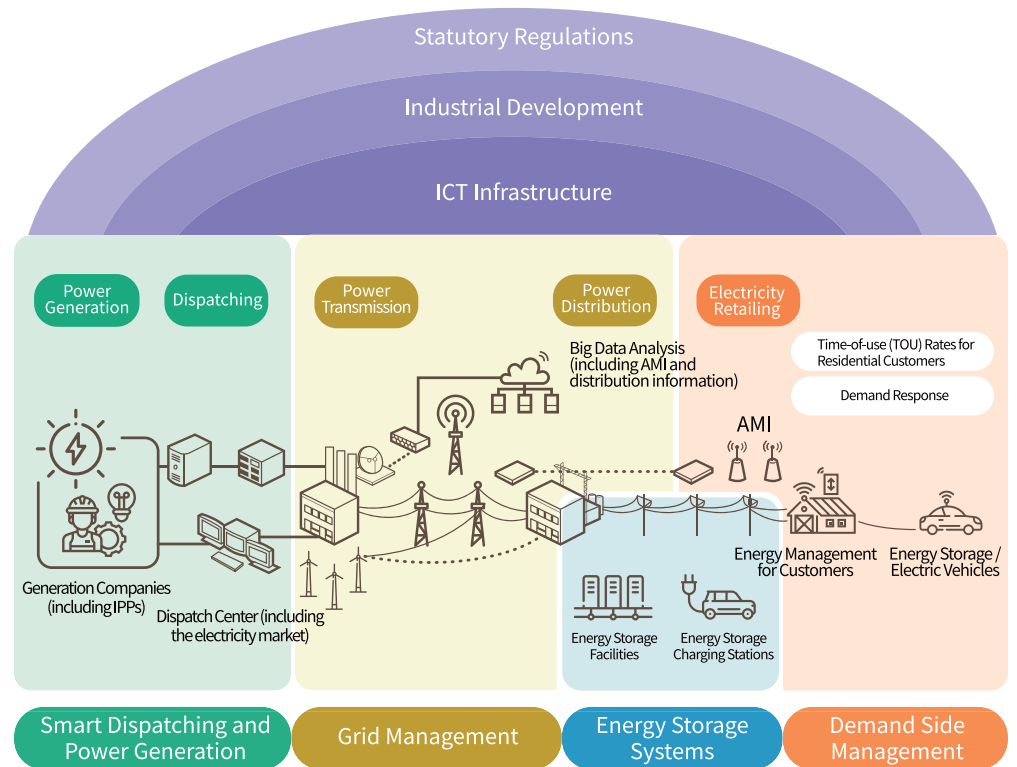 Statutory Regulations
Industrial Development
ICT Infrastructure
Power
Generation
Dispatching
Power
Transmission
Power
Distribution
Electricity
Retailing
Time-of-use (TOU) Rates for
Residential Customers
Demand Response
Big Data Analysis
(including AMI and
distribution information)
AMI
Generation Companies
(including IPPs)
Dispatch Center (including
the electricity market)
Energy Management
for Customers
Energy Storage /
Electric Vehicles
Energy Storage
Facilities
Energy Storage
Charging Stations
Smart Dispatching and
Power Generation
Grid Management
Energy Storage
Systems
Demand Side
Management